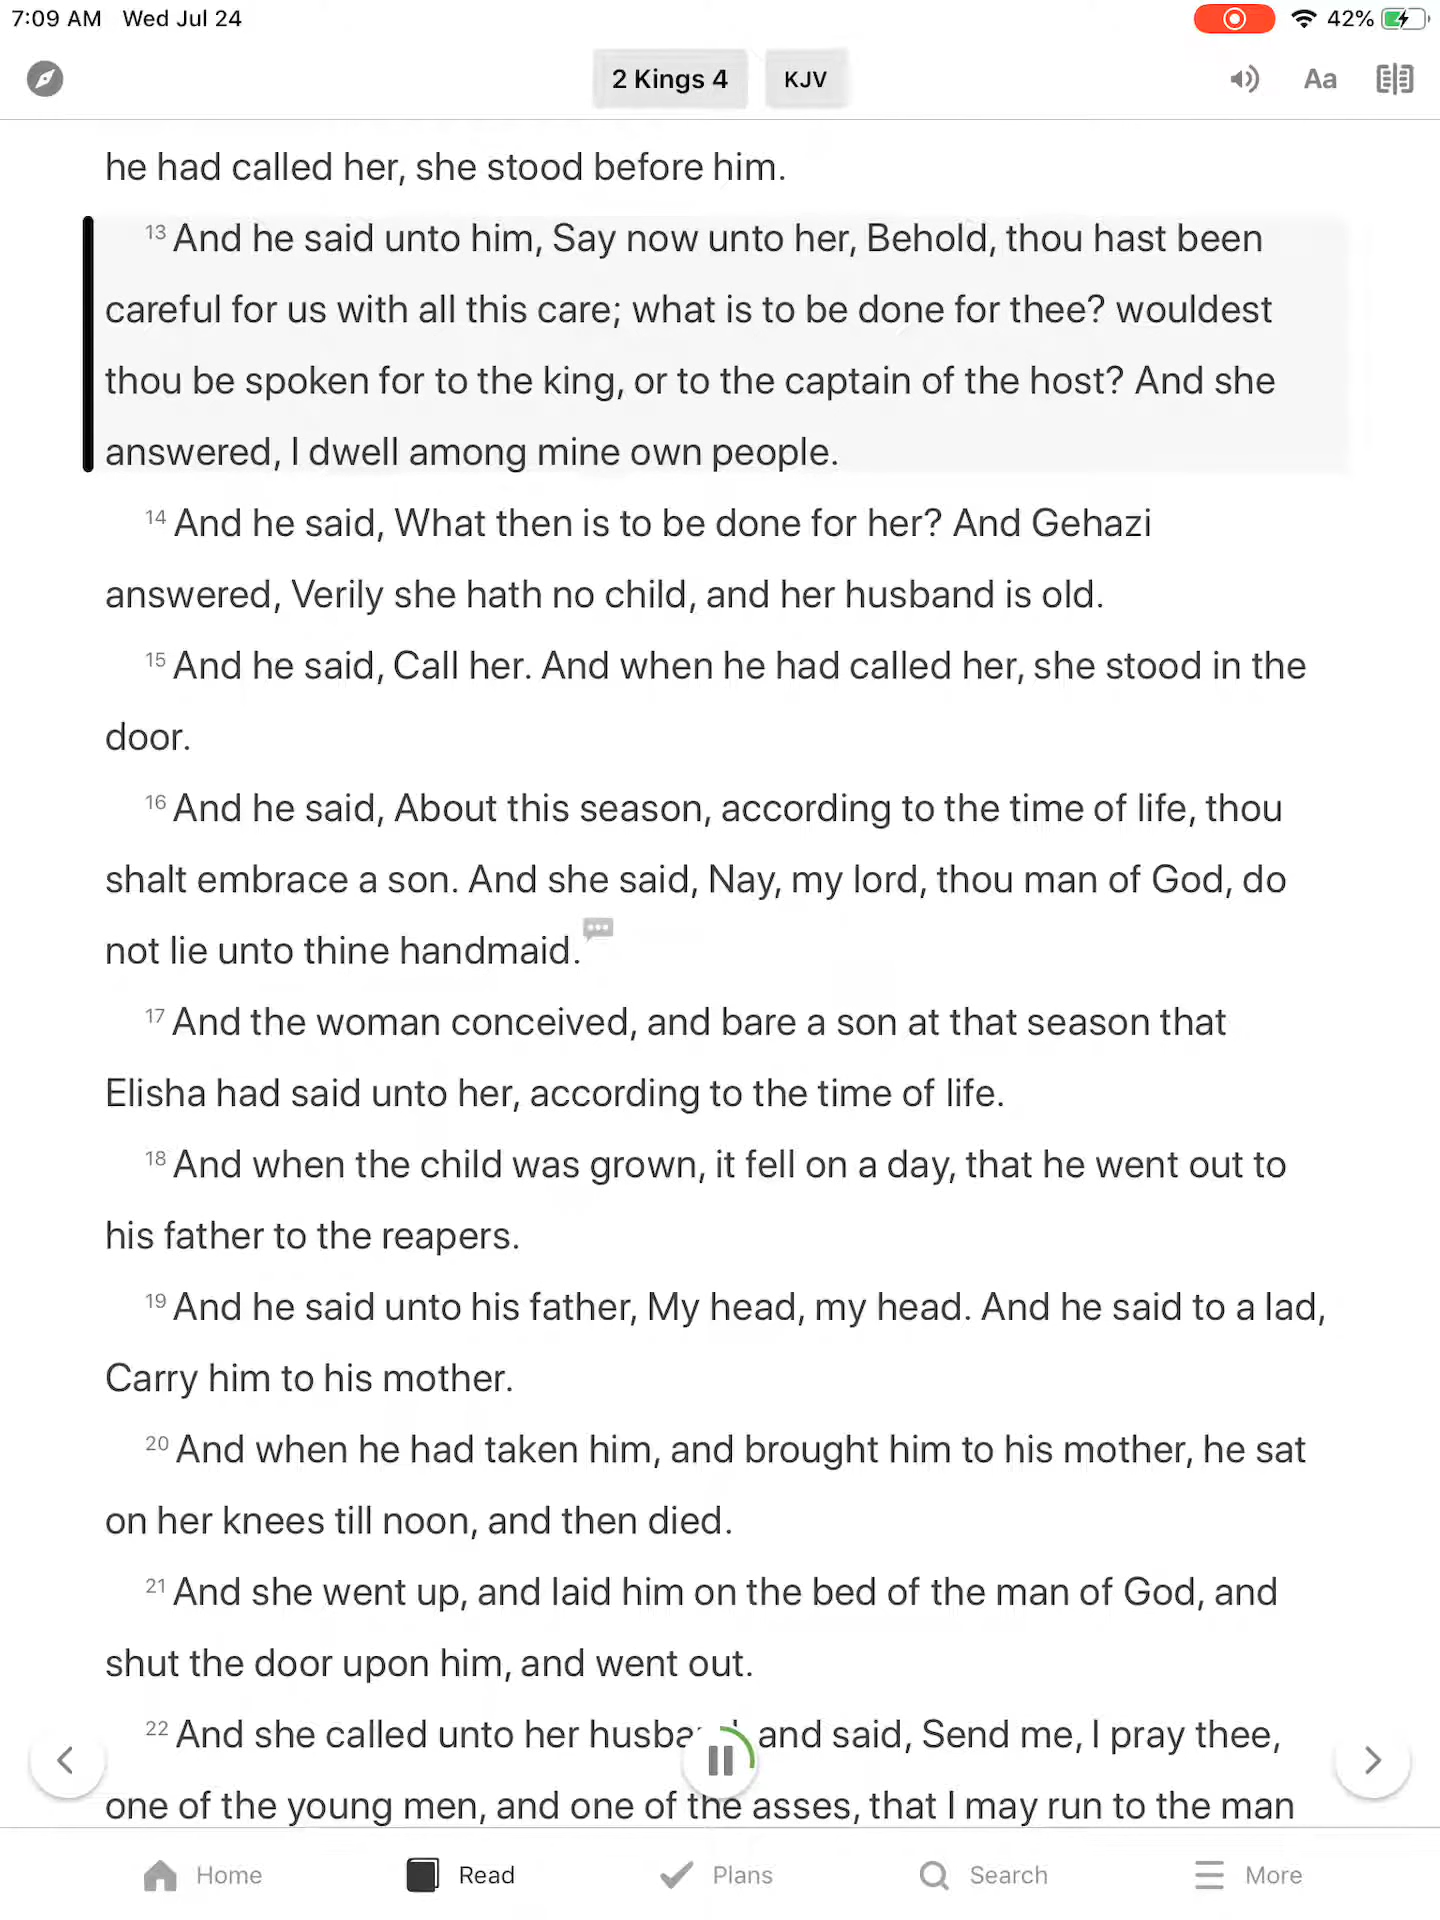 7:09 AM Wed Jul 24 42%
2 Kings 4 KJV Aa
he had called her, she stood before him.
13 And he said unto him, Say now unto her, Behold, thou hast been
careful for us with all this care; what is to be done for thee? wouldest
thou be spoken for to the king, or to the captain of the host? And she
answered, I dwell among mine own people.
14 And he said, What then is to be done for her? And Gehazi
answered, Verily she hath no child, and her husband is old.
15 And he said, Call her. And when he had called her, she stood in the
door.
16 And he said, About this season, according to the time of life, thou
shalt embrace a son. And she said, Nay, my lord, thou man of God, do
not lie unto thine handmaid.
17 And the woman conceived, and bare a son at that season that
Elisha had said unto her, according to the time of life.
18 And when the child was grown, it fell on a day, that he went out to
his father to the reapers.
19 And he said unto his father, My head, my head. And he said to a lad,
Carry him to his mother.
20 And when he had taken him, and brought him to his mother, he sat
on her knees till noon, and then died.
21 And she went up, and laid him on the bed of the man of God, and
shut the door upon him, and went out.
22 And she called unto her and said, Send me, I pray thee,
one of the young men, and one of the asses, that I may run to the man
Home Read Plans Search More